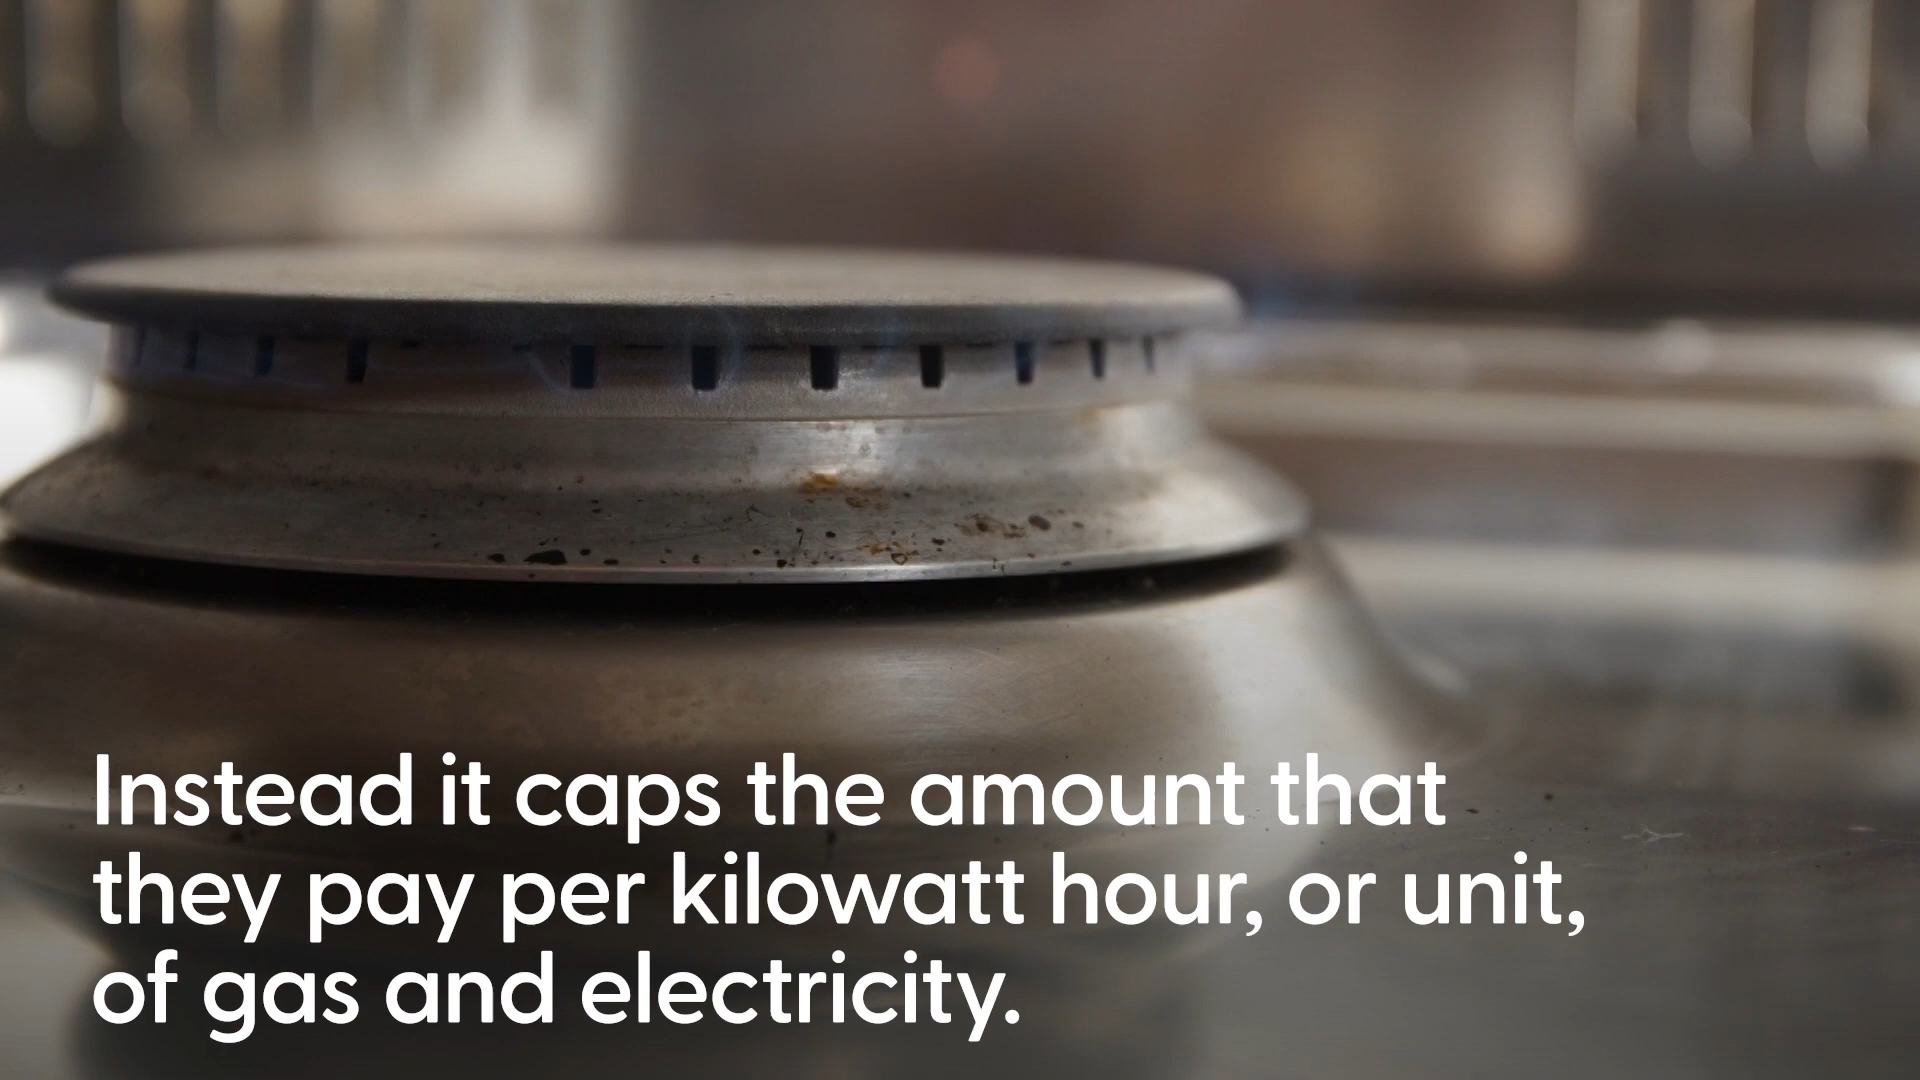 Instead it caps the amount that
they pay per kilowatt hour, or unit,
of gas and electricity.